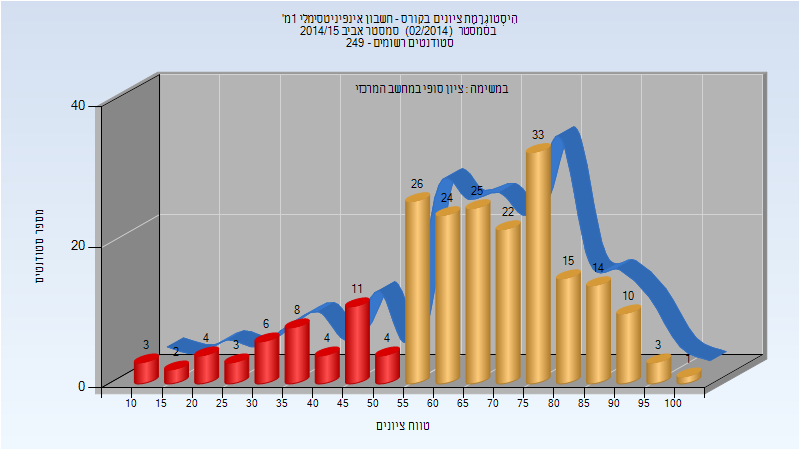 היסטוגרמת ציונים בקורס - חשבון אינפיניטסימלי 1מ'
בסמסטר (02/2014) סמסטר אביב 2014/15
סטודנטים רשומים - 249
במשימה : ציון סופי במחשב המרכזי
מספר סטודנטים
40
20
0
3 2 4 3 6 8 4 11 4 26 24 25 22 33 15 14 10 3 1
10 15 20 25 30 35 40 45 50 55 60 65 70 75 80 85 90 95 100
טווח ציונים